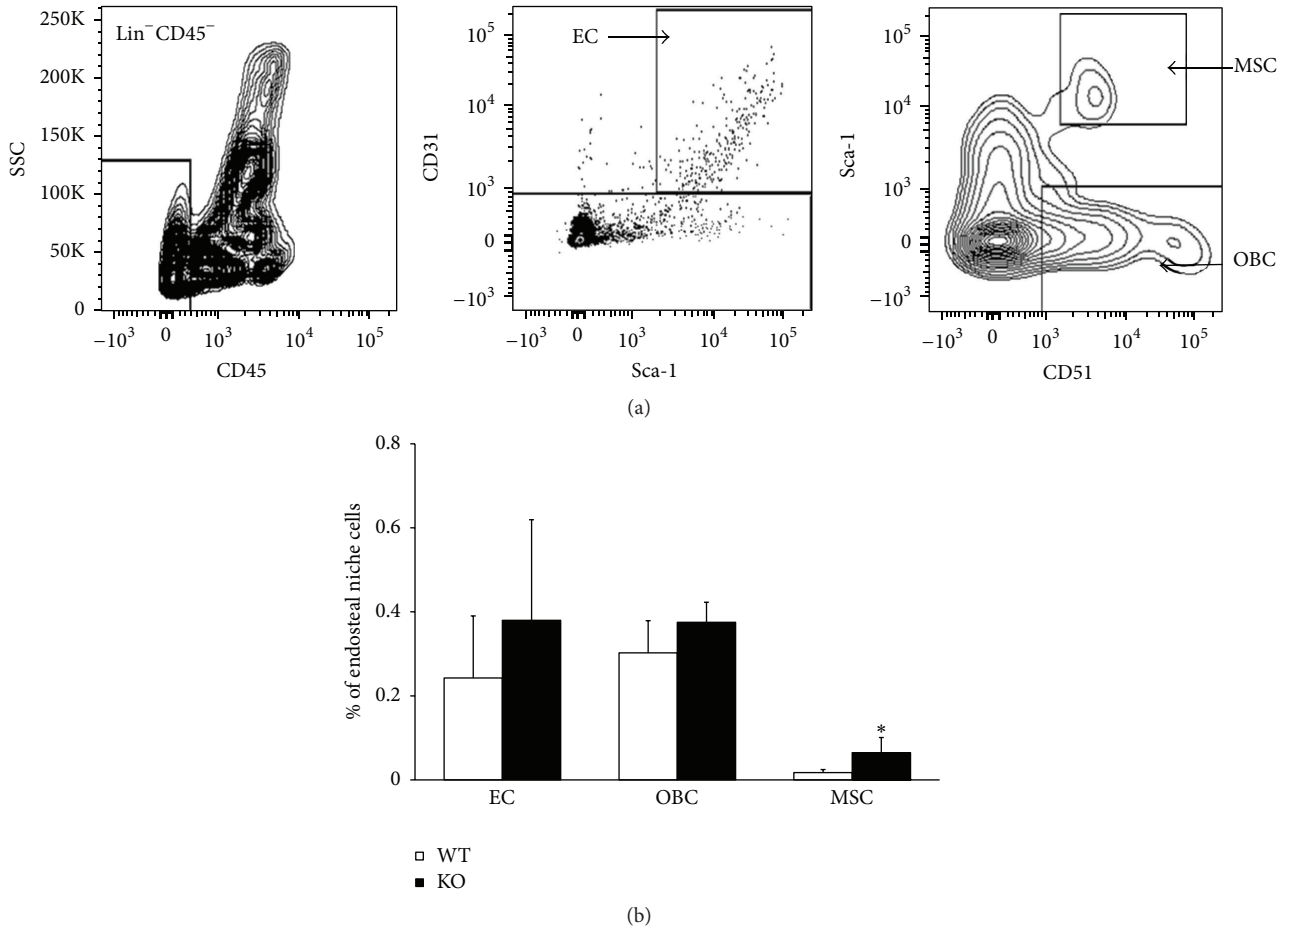 Lin⁻CD45⁻
250K
200K
150K
100K
50K
0
SSC
−10³ 0 10³ 10⁴ 10⁵
CD45
EC
10⁵
10⁴
10³
0
−10³
CD31
−10³ 0 10³ 10⁴ 10⁵
Sca-1
MSC
OBC
10⁵
10⁴
10³
0
−10³
Sca-1
−10³ 0 10³ 10⁴ 10⁵
CD51
(a)
0.8
0.6
0.4
0.2
0
% of endosteal niche cells
*
EC OBC MSC
WT
KO
(b)